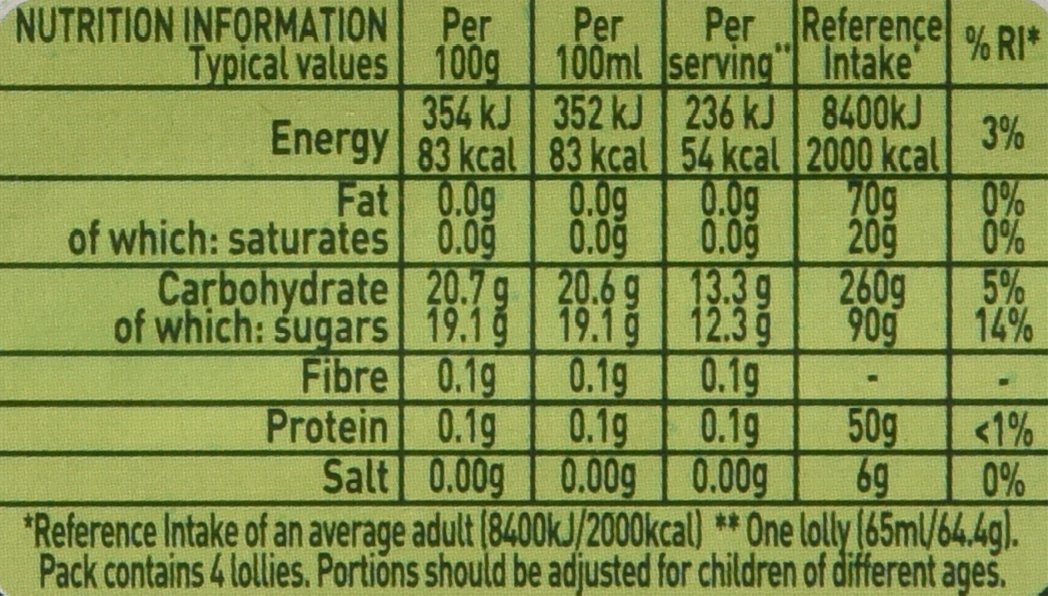 NUTRITION INFORMATION Per Per Per Reference % RI*
Typical values 100g 100ml serving** Intake*
Energy 354 kJ 352 kJ 236 kJ 8400kJ 3%
83 kcal 83 kcal 54 kcal 2000 kcal
Fat 0.0g 0.0g 0.0g 70g 0%
of which: saturates 0.0g 0.0g 0.0g 20g 0%
Carbohydrate 20.7 g 20.6 g 13.3 g 260g 5%
of which: sugars 19.1 g 19.1 g 12.3 g 90g 14%
Fibre 0.1g 0.1g 0.1g - -
Protein 0.1g 0.1g 0.1g 50g <1%
Salt 0.00g 0.00g 0.00g 6g 0%
*Reference Intake of an average adult (8400kJ/2000kcal) ** One lolly (65ml/64.4g).
Pack contains 4 lollies. Portions should be adjusted for children of different ages.